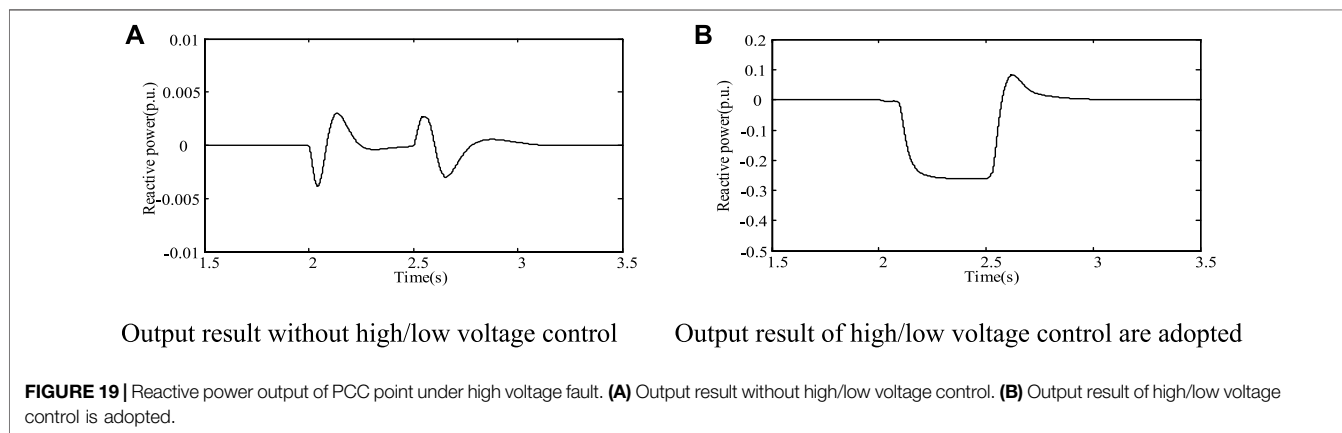 A
Reactive power(p.u.)
0.01
0.005
0
-0.005
-0.01
1.5 2 2.5 3 3.5
Time(s)
Output result without high/low voltage control
B
Reactive power(p.u.)
0.2
0.1
0
-0.1
-0.2
-0.3
-0.4
-0.5
1.5 2 2.5 3 3.5
Time(s)
Output result of high/low voltage control are adopted
FIGURE 19 | Reactive power output of PCC point under high voltage fault. (A) Output result without high/low voltage control. (B) Output result of high/low voltage
control is adopted.